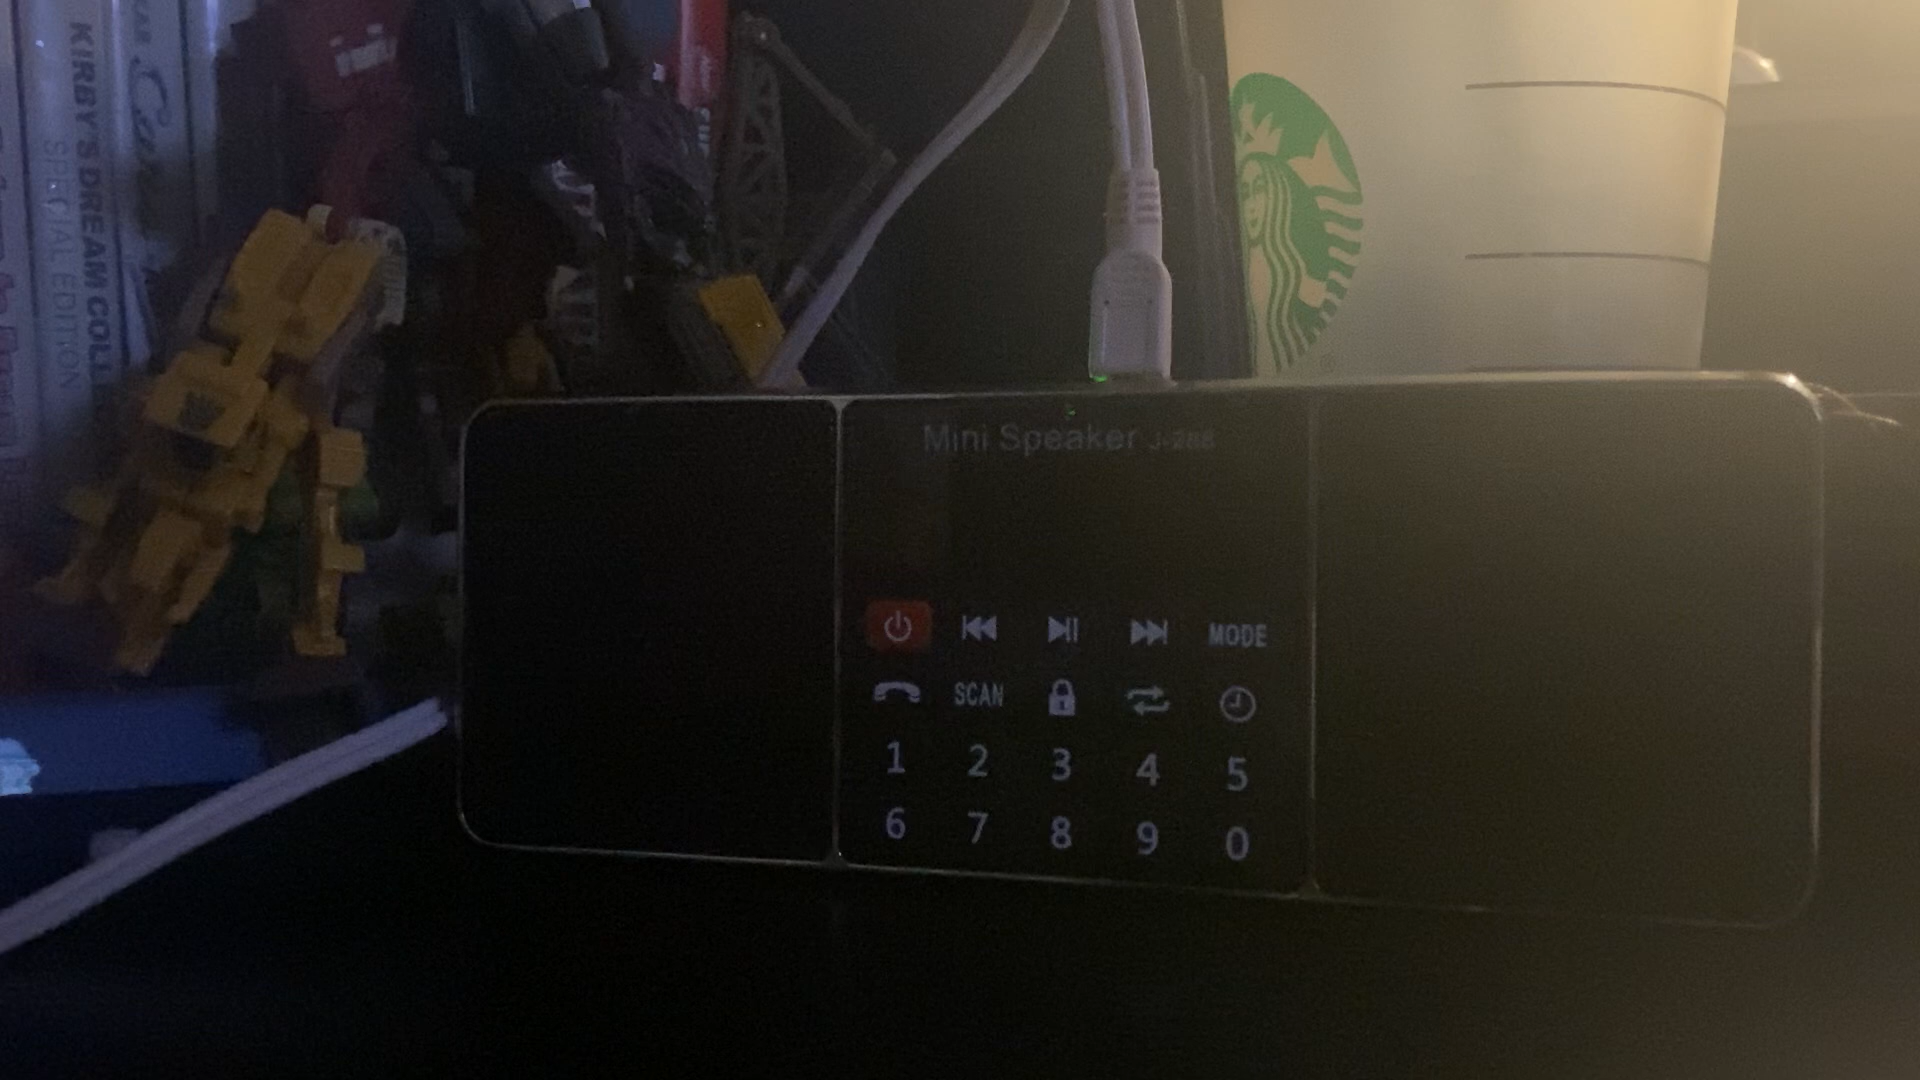 KIRBY'S DREAM COLL
SPECIAL EDITION
Mini Speaker J-288
MODE
SCAN
1 2 3 4 5
6 7 8 9 0